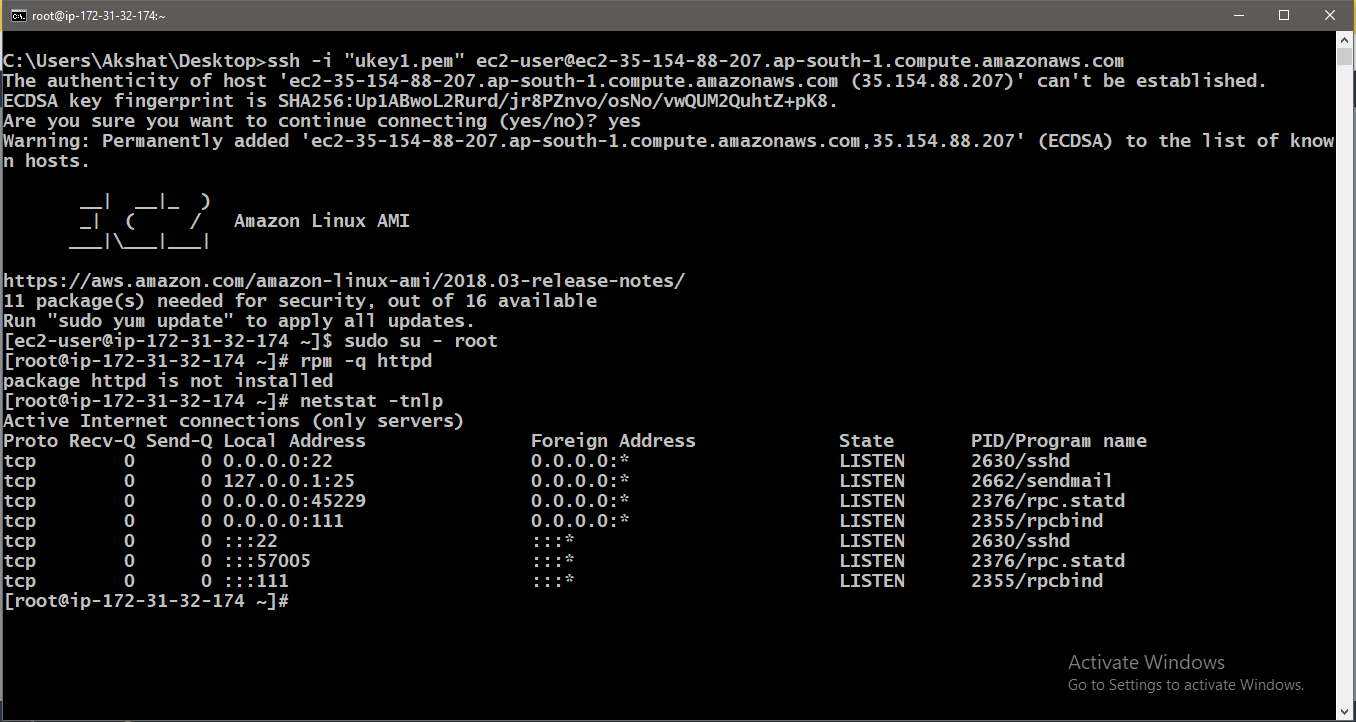 root@ip-172-31-32-174:~
C:\Users\Akshat\Desktop>ssh -i "ukey1.pem" ec2-user@ec2-35-154-88-207.ap-south-1.compute.amazonaws.com
The authenticity of host 'ec2-35-154-88-207.ap-south-1.compute.amazonaws.com (35.154.88.207)' can't be established.
ECDSA key fingerprint is SHA256:Up1ABwoL2Rurd/jr8PZnvo/osNo/vwQUM2QuhtZ+pK8.
Are you sure you want to continue connecting (yes/no)? yes
Warning: Permanently added 'ec2-35-154-88-207.ap-south-1.compute.amazonaws.com,35.154.88.207' (ECDSA) to the list of know
n hosts.
       __|  __|_  )
       _|  (     /   Amazon Linux AMI
      ___|\___|___|
https://aws.amazon.com/amazon-linux-ami/2018.03-release-notes/
11 package(s) needed for security, out of 16 available
Run "sudo yum update" to apply all updates.
[ec2-user@ip-172-31-32-174 ~]$ sudo su - root
[root@ip-172-31-32-174 ~]# rpm -q httpd
package httpd is not installed
[root@ip-172-31-32-174 ~]# netstat -tnlp
Active Internet connections (only servers)
Proto Recv-Q Send-Q Local Address               Foreign Address             State       PID/Program name
tcp        0      0 0.0.0.0:22                  0.0.0.0:*                   LISTEN      2630/sshd
tcp        0      0 127.0.0.1:25                0.0.0.0:*                   LISTEN      2662/sendmail
tcp        0      0 0.0.0.0:45229               0.0.0.0:*                   LISTEN      2376/rpc.statd
tcp        0      0 0.0.0.0:111                 0.0.0.0:*                   LISTEN      2355/rpcbind
tcp        0      0 :::22                       :::*                        LISTEN      2630/sshd
tcp        0      0 :::57005                    :::*                        LISTEN      2376/rpc.statd
tcp        0      0 :::111                      :::*                        LISTEN      2355/rpcbind
[root@ip-172-31-32-174 ~]#
Activate Windows
Go to Settings to activate Windows.